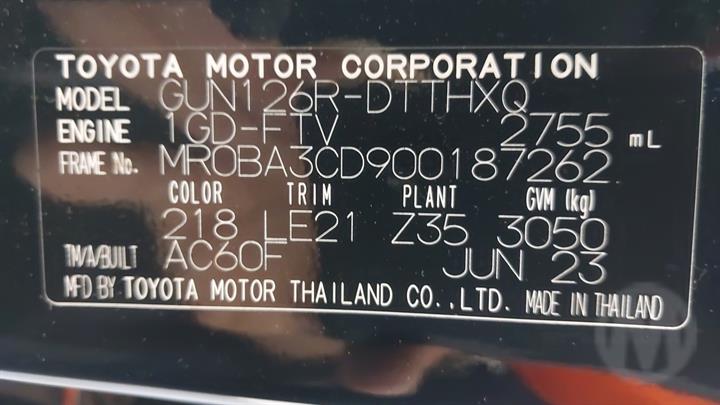 TOYOTA MOTOR CORPORATION
MODEL GUN126R-DTTHXQ
ENGINE 1GD-FTV 2755 mL
FRAME No. MR0BA3CD900187262
COLOR TRIM PLANT GVM (kg)
218 LE21 Z35 3050
TM/A/BUILT AC60F JUN 23
MFD BY TOYOTA MOTOR THAILAND CO.,LTD. MADE IN THAILAND
M